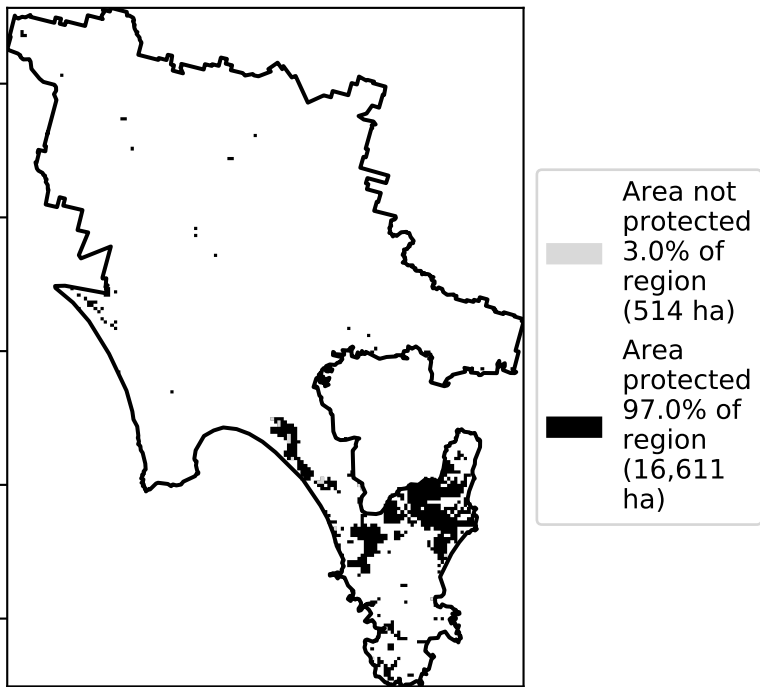 Area not
protected
3.0% of
region
(514 ha)
Area
protected
97.0% of
region
(16,611
ha)